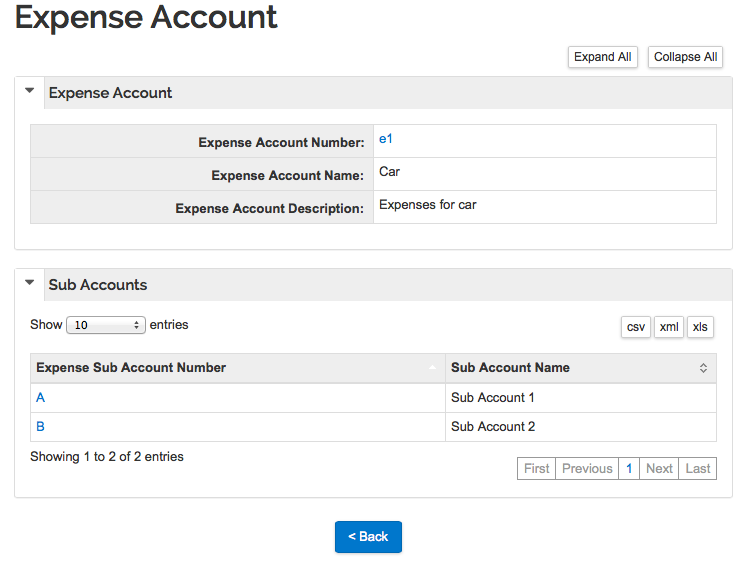 Expense Account
Expand All Collapse All
Expense Account
Expense Account Number: e1
Expense Account Name: Car
Expense Account Description: Expenses for car
Sub Accounts
Show 10 entries csv xml xls
Expense Sub Account Number Sub Account Name
A Sub Account 1
B Sub Account 2
Showing 1 to 2 of 2 entries
First Previous 1 Next Last
< Back